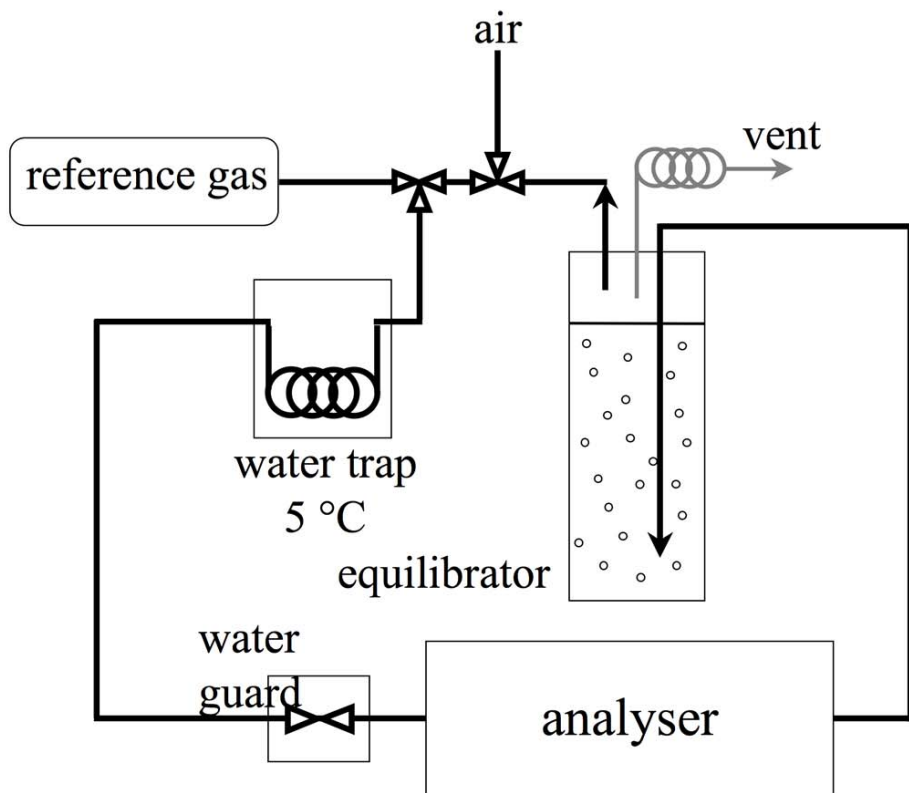 air
vent
reference gas
water trap
5 °C
equilibrator
water
guard
analyser